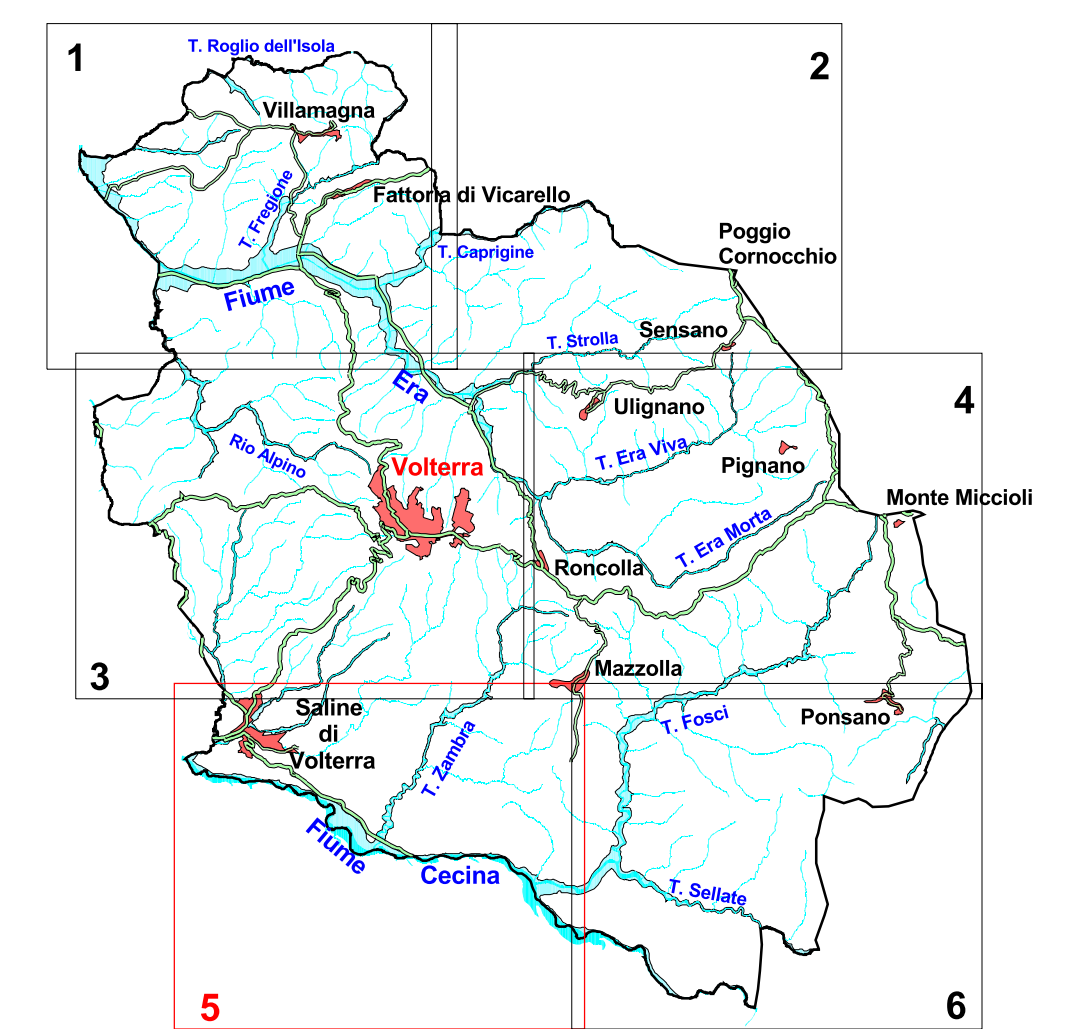 1
T. Roglio dell'Isola
2
Villamagna
T. Fregione
Fattoria di Vicarello
Poggio
Cornocchio
T. Caprigine
Fiume
Sensano
T. Strolla
Era
Ulignano
4
Rio Alpino
Volterra
T. Era Viva
Pignano
Monte Miccioli
T. Era Morta
Roncolla
3
Mazzolla
Saline
di
Volterra
T. Zambra
T. Fosci
Ponsano
Fiume
Cecina
T. Sellate
5
6